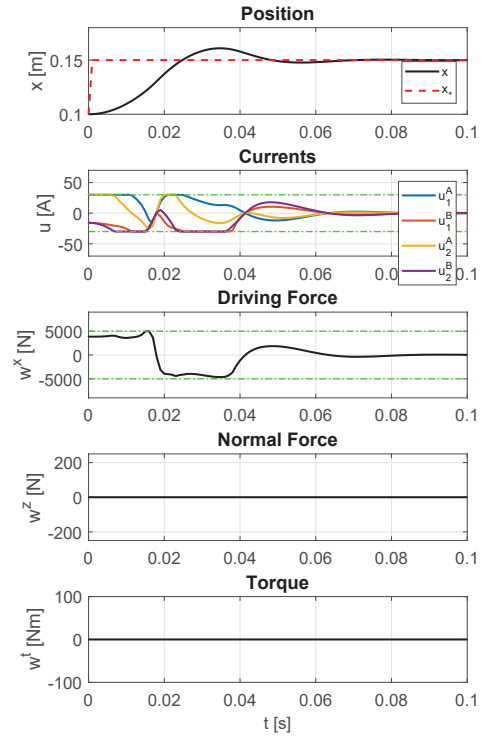 Position
x [m]
0.15
0.1
x
x*
0 0.02 0.04 0.06 0.08 0.1
Currents
u [A]
50
0
-50
u₁ᴬ
u₁ᴮ
u₂ᴬ
u₂ᴮ
0 0.02 0.04 0.06 0.08 0.1
Driving Force
wˣ [N]
5000
0
-5000
0 0.02 0.04 0.06 0.08 0.1
Normal Force
wᶻ [N]
200
0
-200
0 0.02 0.04 0.06 0.08 0.1
Torque
wᵗ [Nm]
100
0
-100
0 0.02 0.04 0.06 0.08 0.1
t [s]